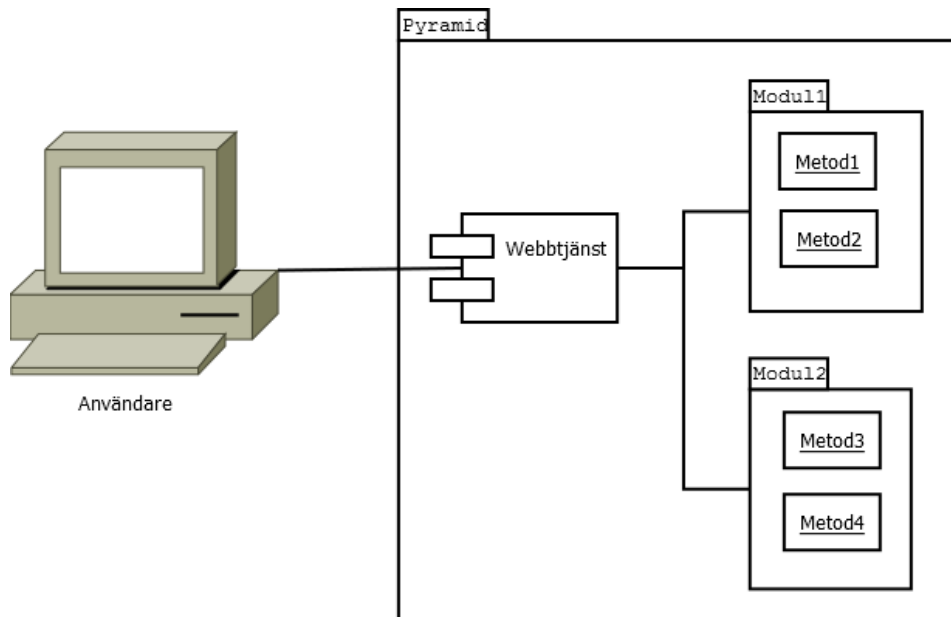 Pyramid
Modul1
Metod1
Metod2
Webbtjänst
Modul2
Användare
Metod3
Metod4